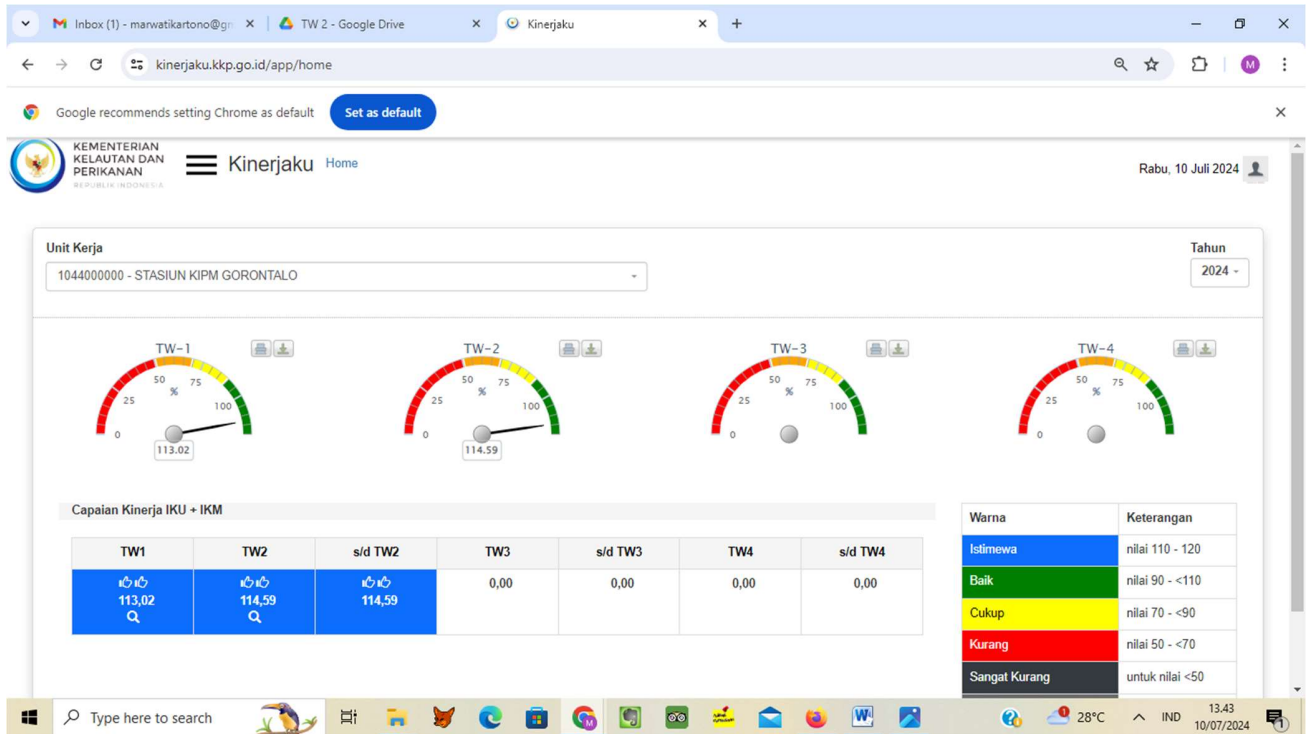 Inbox (1) - marwatikartono@gm
TW 2 - Google Drive
Kinerjaku
kinerjaku.kkp.go.id/app/home
M
Google recommends setting Chrome as default
Set as default
KEMENTERIAN
KELAUTAN DAN
PERIKANAN
REPUBLIK INDONESIA
Kinerjaku Home
Rabu, 10 Juli 2024
Unit Kerja
Tahun
1044000000 - STASIUN KIPM GORONTALO
2024
TW-1
0 25 50 75 100
%
113.02
TW-2
0 25 50 75 100
%
114.59
TW-3
0 25 50 75 100
%
TW-4
0 25 50 75 100
%
Capaian Kinerja IKU + IKM
TW1 TW2 s/d TW2 TW3 s/d TW3 TW4 s/d TW4
113,02 114,59 114,59 0,00 0,00 0,00 0,00
Warna Keterangan
Istimewa nilai 110 - 120
Baik nilai 90 - <110
Cukup nilai 70 - <90
Kurang nilai 50 - <70
Sangat Kurang untuk nilai <50
Type here to search
28°C
IND
13.43
10/07/2024